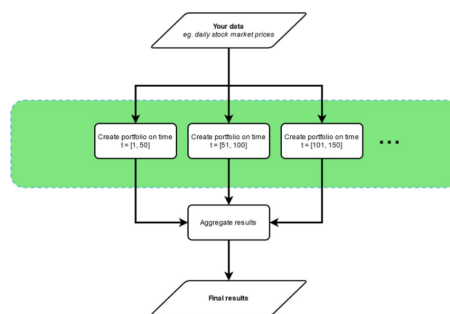 Your data
eg. daily stock market prices
Create portfolio on time
t = [1, 50]
Create portfolio on time
t = [51, 100]
Create portfolio on time
t = [101, 150]
...
Aggregate results
Final results